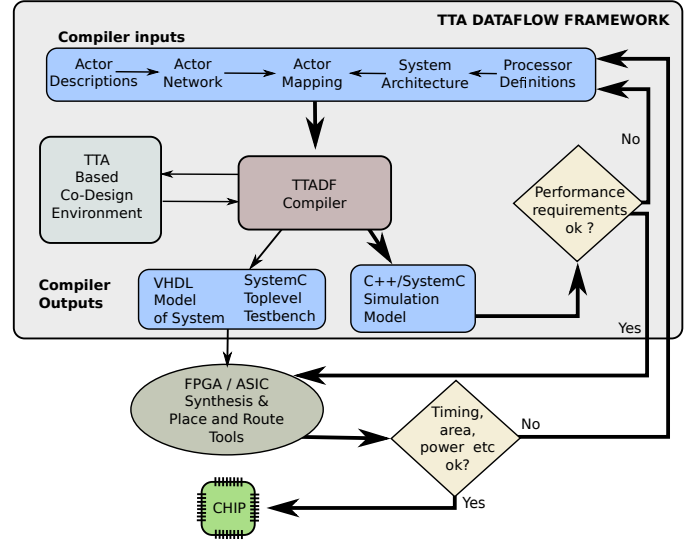 TTA DATAFLOW FRAMEWORK
Compiler inputs
Actor
Descriptions
Actor
Network
Actor
Mapping
System
Architecture
Processor
Definitions
No
TTA
Based
Co-Design
Environment
TTADF
Compiler
Performance
requirements
ok ?
Compiler
Outputs
VHDL
Model
of System
SystemC
Toplevel
Testbench
C++/SystemC
Simulation
Model
Yes
FPGA / ASIC
Synthesis &
Place and Route
Tools
Timing,
area,
power etc
ok?
No
Yes
CHIP